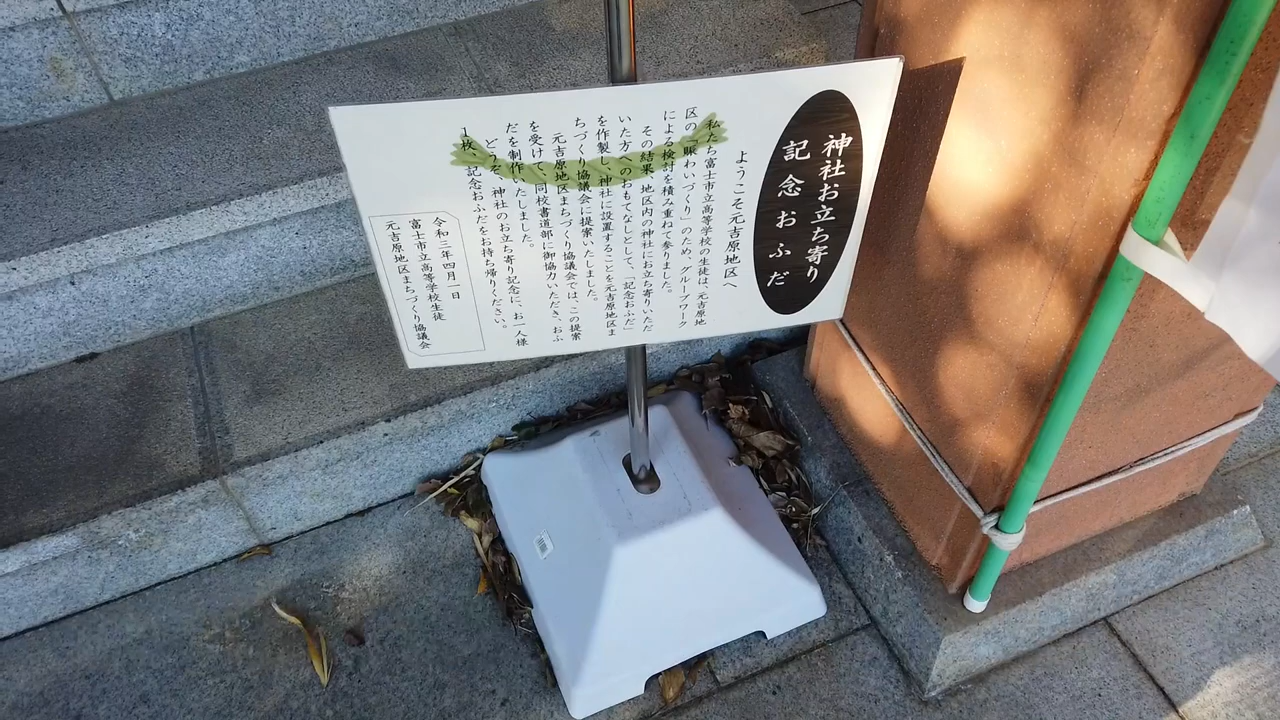 神社お立ち寄り
記念おふだ
ようこそ元吉原地区へ
私たち富士市立高等学校の生徒は、元吉原地
区の「賑わいづくり」のため、グループワーク
による検討を積み重ねて参りました。
その結果、地区内の神社にお立ち寄りいただ
いた方へのおもてなしとして、「記念おふだ」
を作製し、神社に設置することを元吉原地区ま
ちづくり協議会に提案いたしました。
元吉原地区まちづくり協議会では、この提案
を受けて、同校書道部に御協力いただき、おふ
だを制作いたしました。
どうぞ、神社のお立ち寄り記念に、お一人様
1枚、記念おふだをお持ち帰りください。
令和三年四月一日
富士市立高等学校生徒
元吉原地区まちづくり協議会